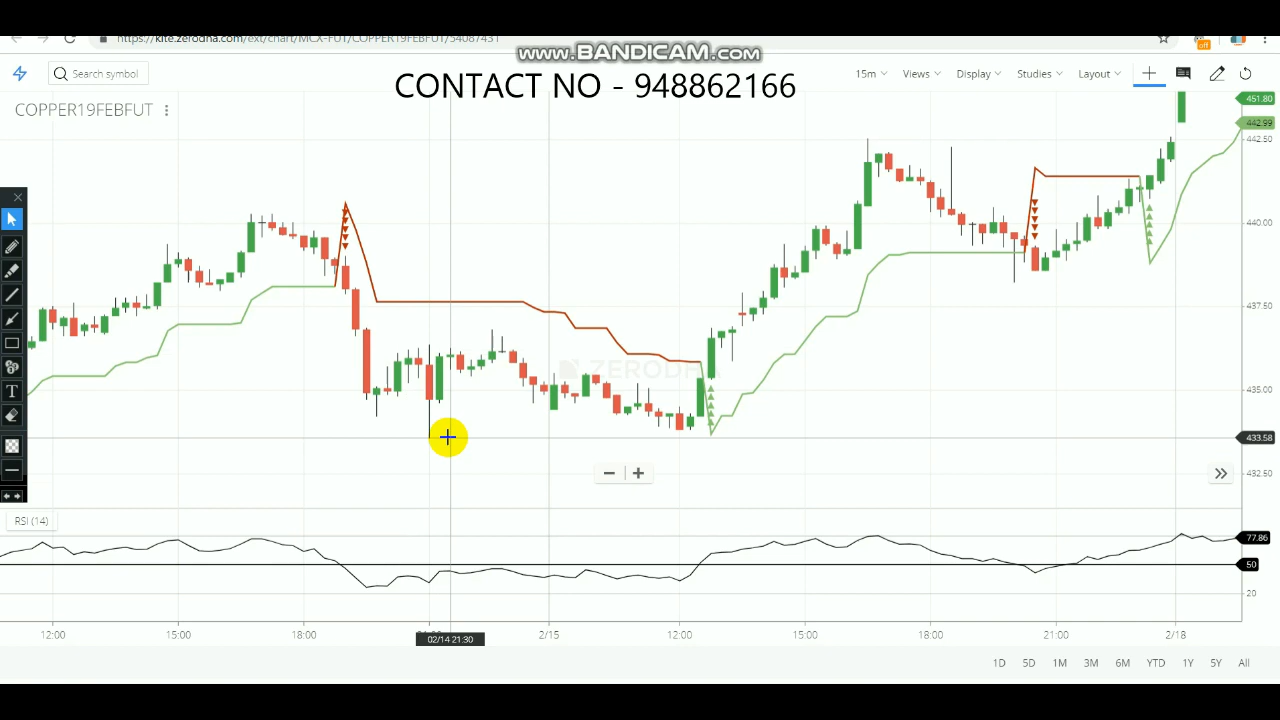 https://kite.zerodha.com/ext/chart/MCX-FUT/COPPER19FEBFUT/54087431
www.BANDICAM.com
off
Search symbol
CONTACT NO - 948862166
15m Views Display Studies Layout
COPPER19FEBFUT
451.80
442.99
442.50
440.00
437.50
ZERODHA
435.00
433.58
432.50
T
RSI (14)
77.86
50
20
12:00 15:00 18:00 2/15 12:00 15:00 18:00 21:00 2/18
02/14 21:30
1D 5D 1M 3M 6M YTD 1Y 5Y All